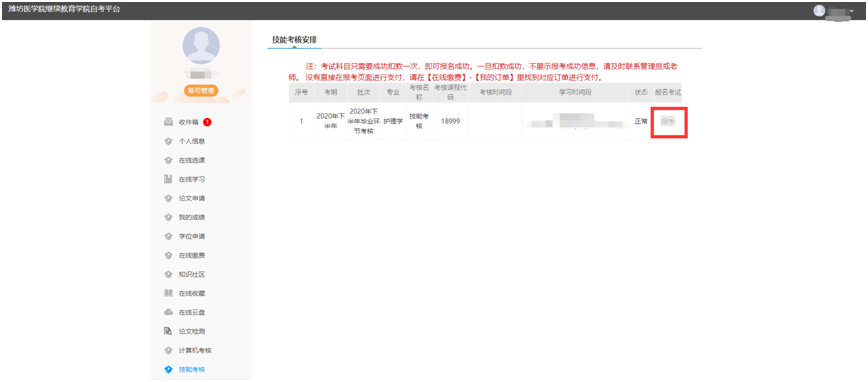 潍坊医学院继续教育学院自考平台
账号管理
收件箱 1
个人信息
在线选课
在线学习
论文申请
我的成绩
学位申请
在线缴费
知识社区
在线收藏
在线云盘
论文检测
计算机考核
技能考核
技能考核安排
注：考试科目只需要成功扣款一次，即可报名成功。一旦扣款成功，不展示报考成功信息，请及时联系管理员或老
师。 没有直接在报考页面进行支付，请在【在线缴费】-【我的订单】里找到对应订单进行支付。
序号 考期 批次 专业 考核名称 考核课程代码 考核时间段 学习时间段 状态 报名考试
1 2020年下半年 2020年下半年毕业环节考核 护理学 技能考核 18999 正常 报考